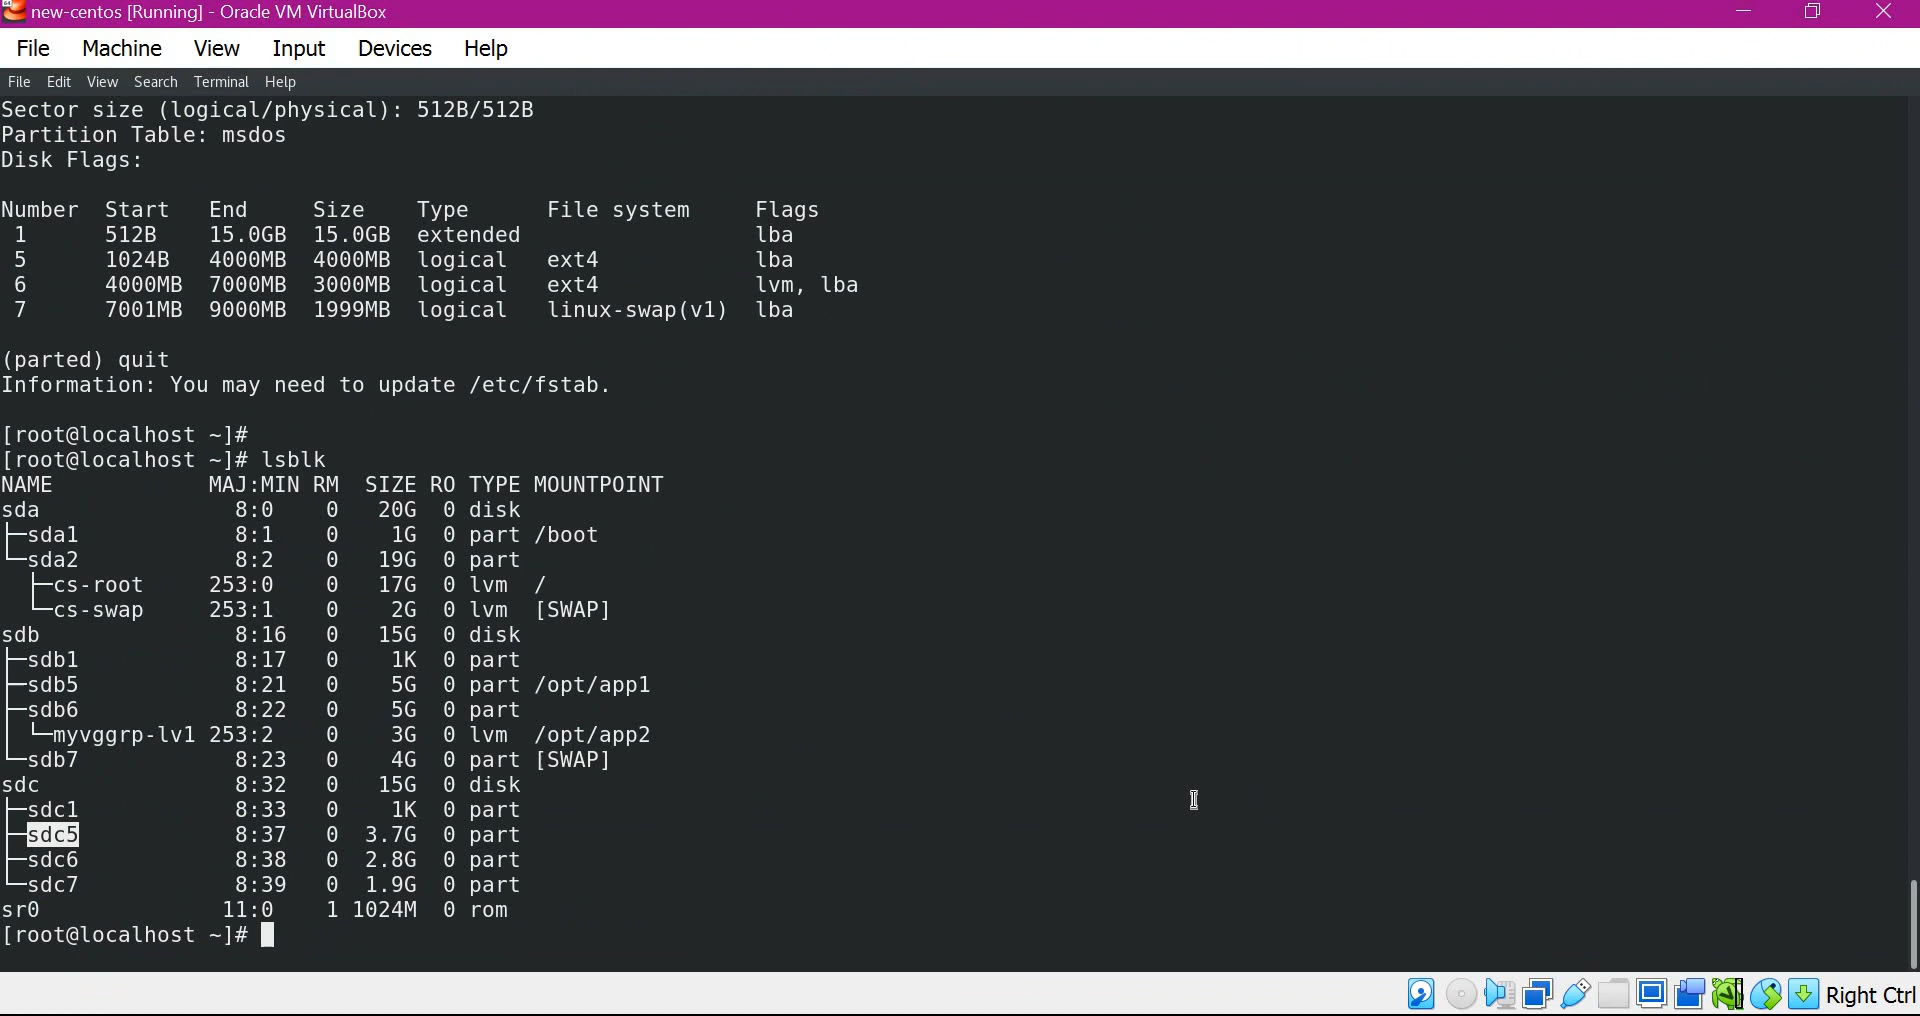 new-centos [Running] - Oracle VM VirtualBox
File Machine View Input Devices Help
File Edit View Search Terminal Help
Sector size (logical/physical): 512B/512B
Partition Table: msdos
Disk Flags:
Number  Start   End     Size    Type      File system     Flags
 1      512B    15.0GB  15.0GB  extended                  lba
 5      1024B   4000MB  4000MB  logical   ext4            lba
 6      4000MB  7000MB  3000MB  logical   ext4            lvm, lba
 7      7001MB  9000MB  1999MB  logical   linux-swap(v1)  lba
(parted) quit
Information: You may need to update /etc/fstab.
[root@localhost ~]#
[root@localhost ~]# lsblk
NAME            MAJ:MIN RM  SIZE RO TYPE MOUNTPOINT
sda               8:0    0   20G  0 disk
├─sda1            8:1    0    1G  0 part /boot
└─sda2            8:2    0   19G  0 part
  ├─cs-root     253:0    0   17G  0 lvm  /
  └─cs-swap     253:1    0    2G  0 lvm  [SWAP]
sdb               8:16   0   15G  0 disk
├─sdb1            8:17   0    1K  0 part
├─sdb5            8:21   0    5G  0 part /opt/app1
├─sdb6            8:22   0    5G  0 part
│ └─myvggrp-lv1 253:2    0    3G  0 lvm  /opt/app2
└─sdb7            8:23   0    4G  0 part [SWAP]
sdc               8:32   0   15G  0 disk
├─sdc1            8:33   0    1K  0 part
├─sdc5            8:37   0  3.7G  0 part
├─sdc6            8:38   0  2.8G  0 part
└─sdc7            8:39   0  1.9G  0 part
sr0              11:0    1 1024M  0 rom
[root@localhost ~]#
Right Ctrl